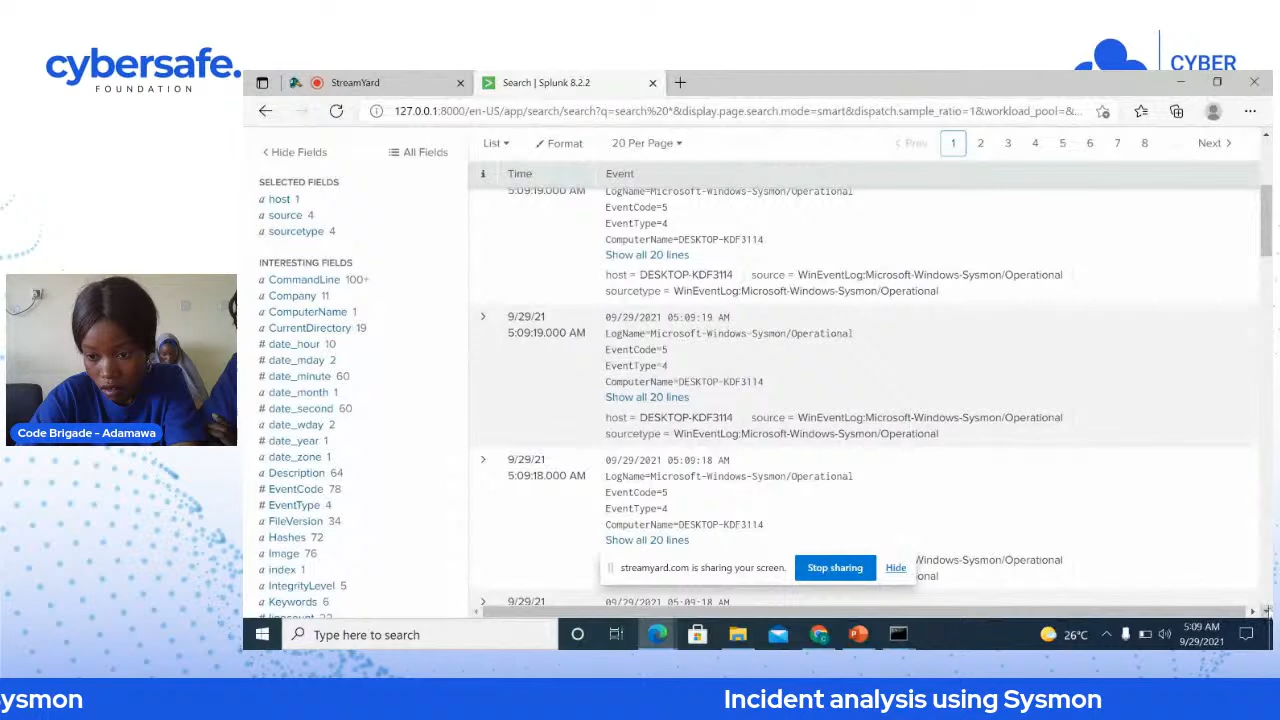 cybersafe.
FOUNDATION
CYBER
StreamYard
Search | Splunk 8.2.2
127.0.0.1:8000/en-US/app/search/search?q=search%20*&display.page.search.mode=smart&dispatch.sample_ratio=1&workload_pool=&...
List
Format
20 Per Page
< Prev
1
2
3
4
5
6
7
8
Next >
< Hide Fields
All Fields
i
Time
Event
SELECTED FIELDS
a host 1
a source 4
a sourcetype 4
INTERESTING FIELDS
a CommandLine 100+
a Company 11
a ComputerName 1
a CurrentDirectory 19
# date_hour 10
# date_mday 2
# date_minute 60
a date_month 1
# date_second 60
a date_wday 2
# date_year 1
a date_zone 1
a Description 64
# EventCode 78
# EventType 4
a FileVersion 34
a Hashes 72
a Image 76
a index 1
a IntegrityLevel 5
a Keywords 6
5:09:19.000 AM
LogName=Microsoft-Windows-Sysmon/Operational
EventCode=5
EventType=4
ComputerName=DESKTOP-KDF3114
Show all 20 lines
host = DESKTOP-KDF3114 source = WinEventLog:Microsoft-Windows-Sysmon/Operational
sourcetype = WinEventLog:Microsoft-Windows-Sysmon/Operational
9/29/21
5:09:19.000 AM
09/29/2021 05:09:19 AM
LogName=Microsoft-Windows-Sysmon/Operational
EventCode=5
EventType=4
ComputerName=DESKTOP-KDF3114
Show all 20 lines
host = DESKTOP-KDF3114 source = WinEventLog:Microsoft-Windows-Sysmon/Operational
sourcetype = WinEventLog:Microsoft-Windows-Sysmon/Operational
9/29/21
5:09:18.000 AM
09/29/2021 05:09:18 AM
LogName=Microsoft-Windows-Sysmon/Operational
EventCode=5
EventType=4
ComputerName=DESKTOP-KDF3114
Show all 20 lines
Windows-Sysmon/Operational
onal
streamyard.com is sharing your screen.
Stop sharing
Hide
9/29/21
09/29/2021 05:09:18 AM
Code Brigade - Adamawa
Type here to search
26°C
5:09 AM
9/29/2021
ysmon
Incident analysis using Sysmon